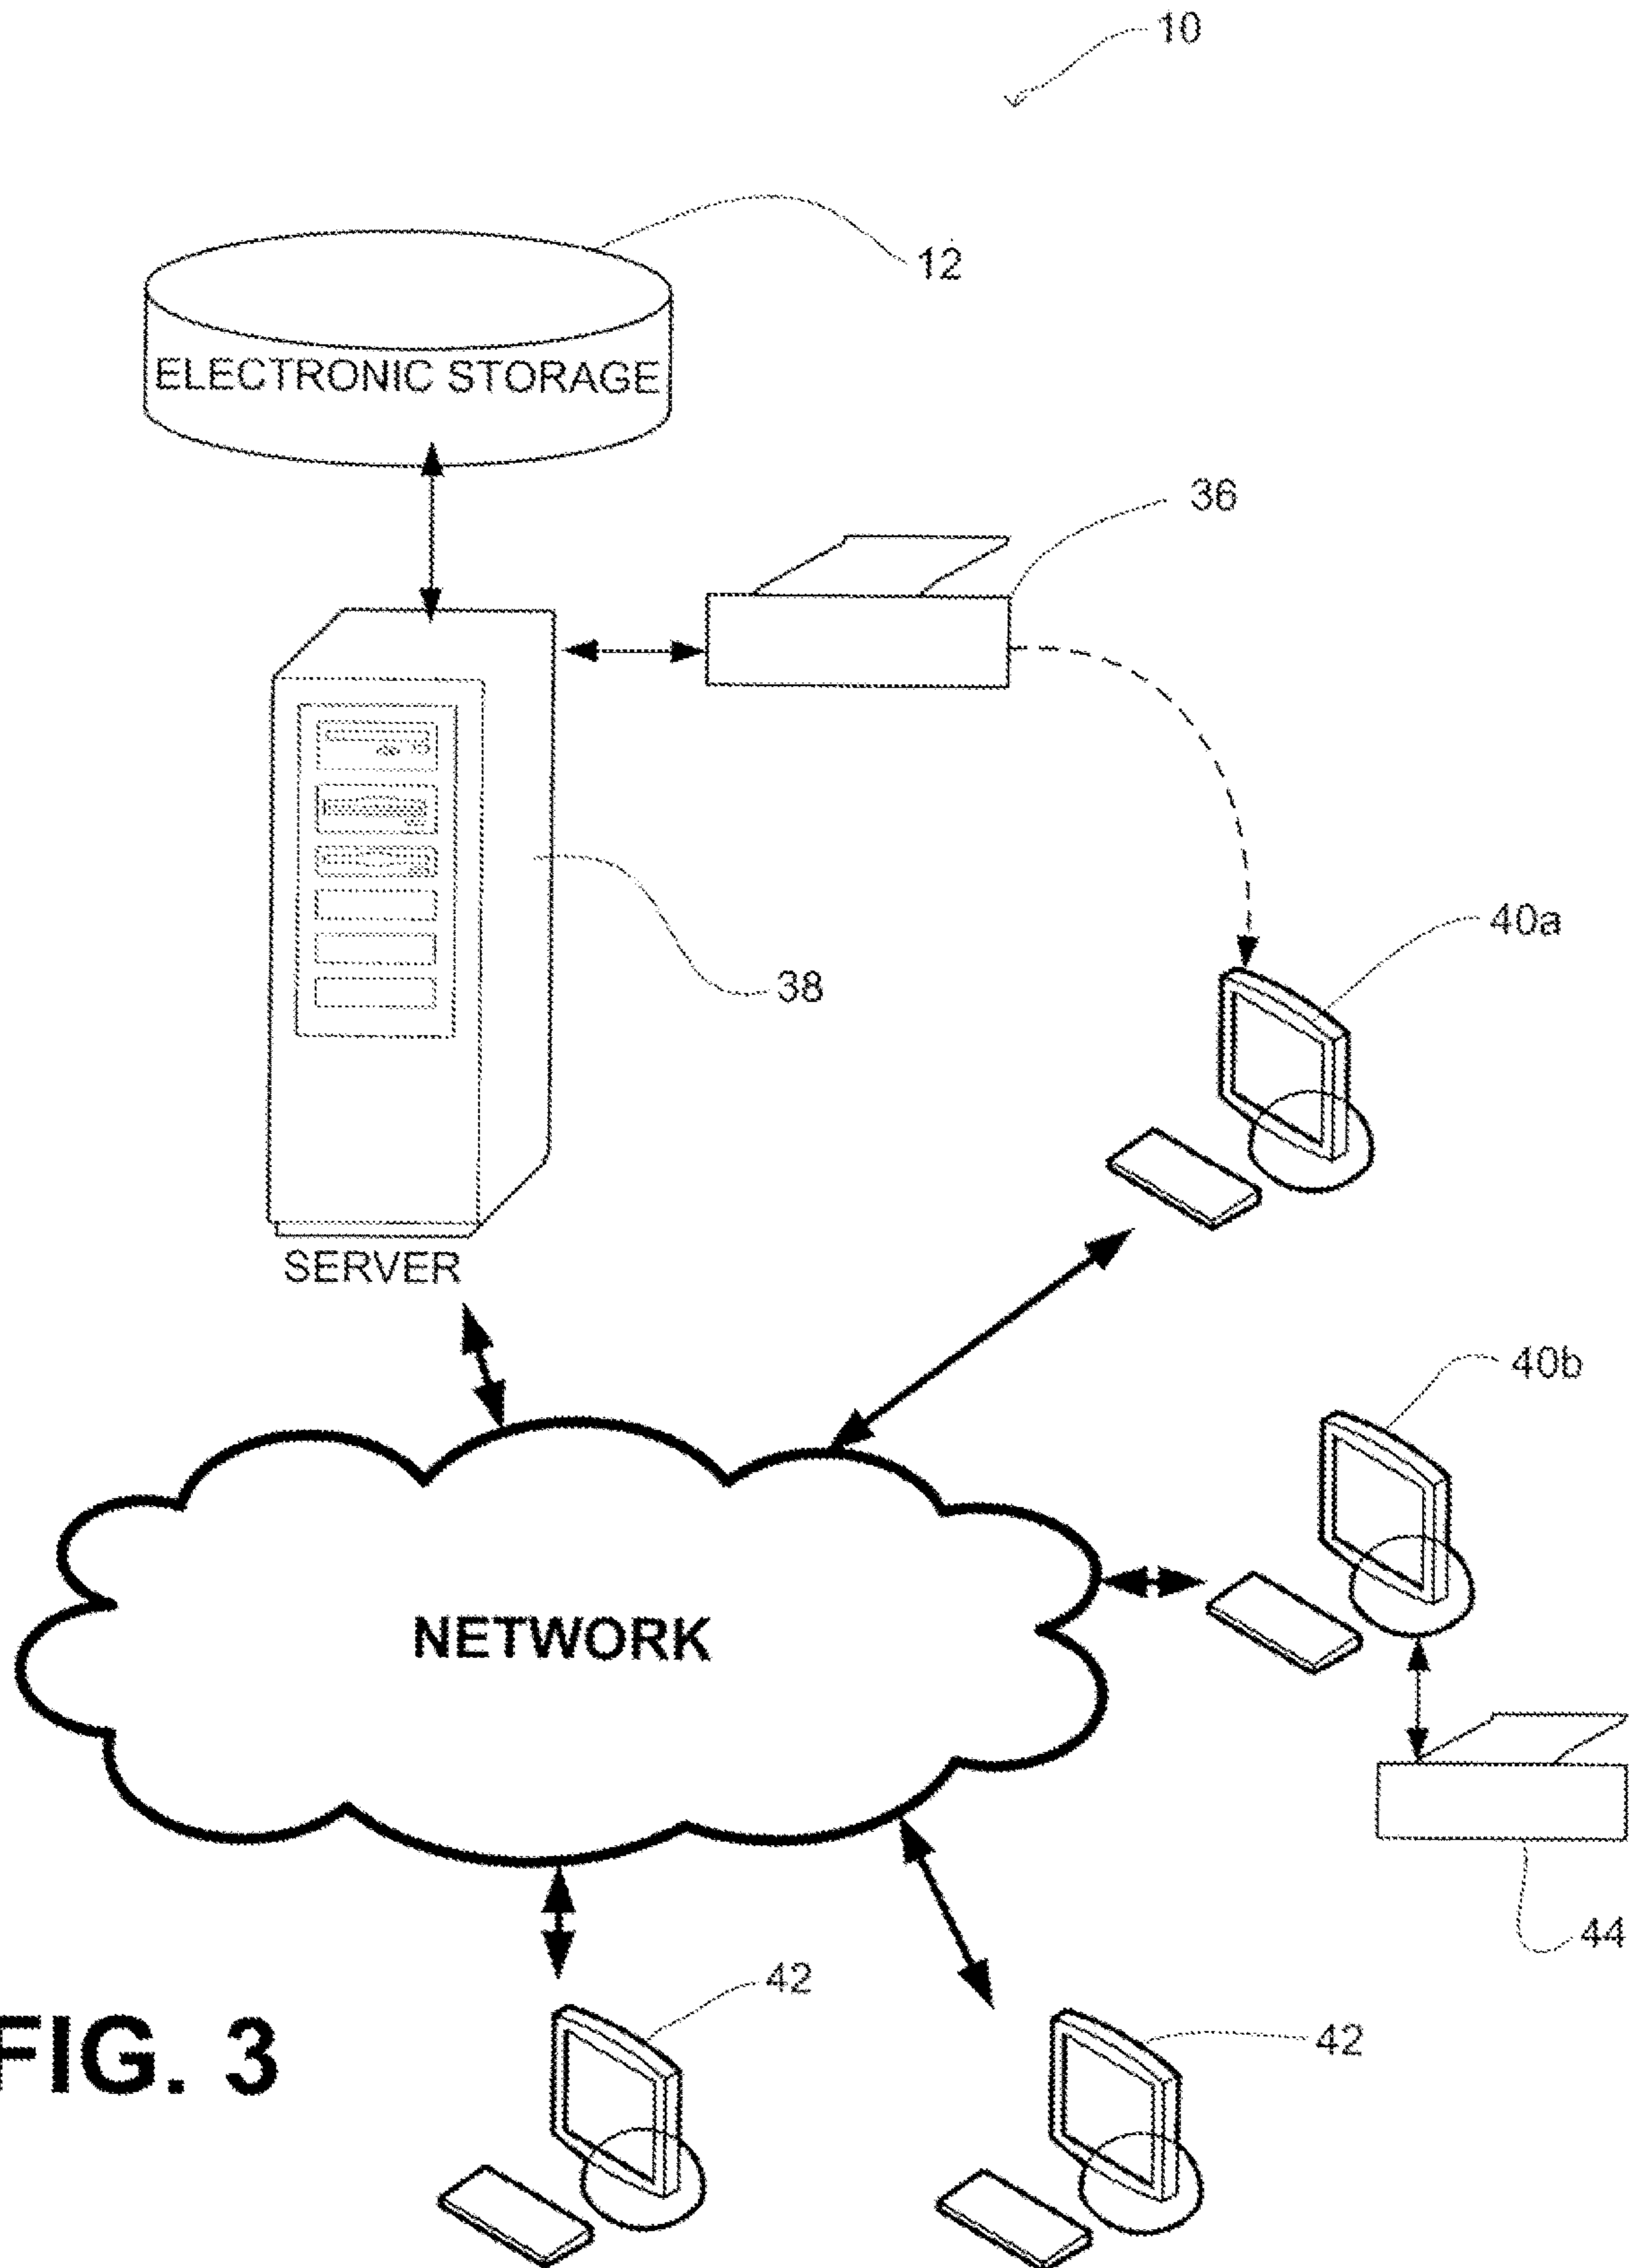 10
12
ELECTRONIC STORAGE
36
40a
38
SERVER
40b
NETWORK
44
42
42
FIG. 3